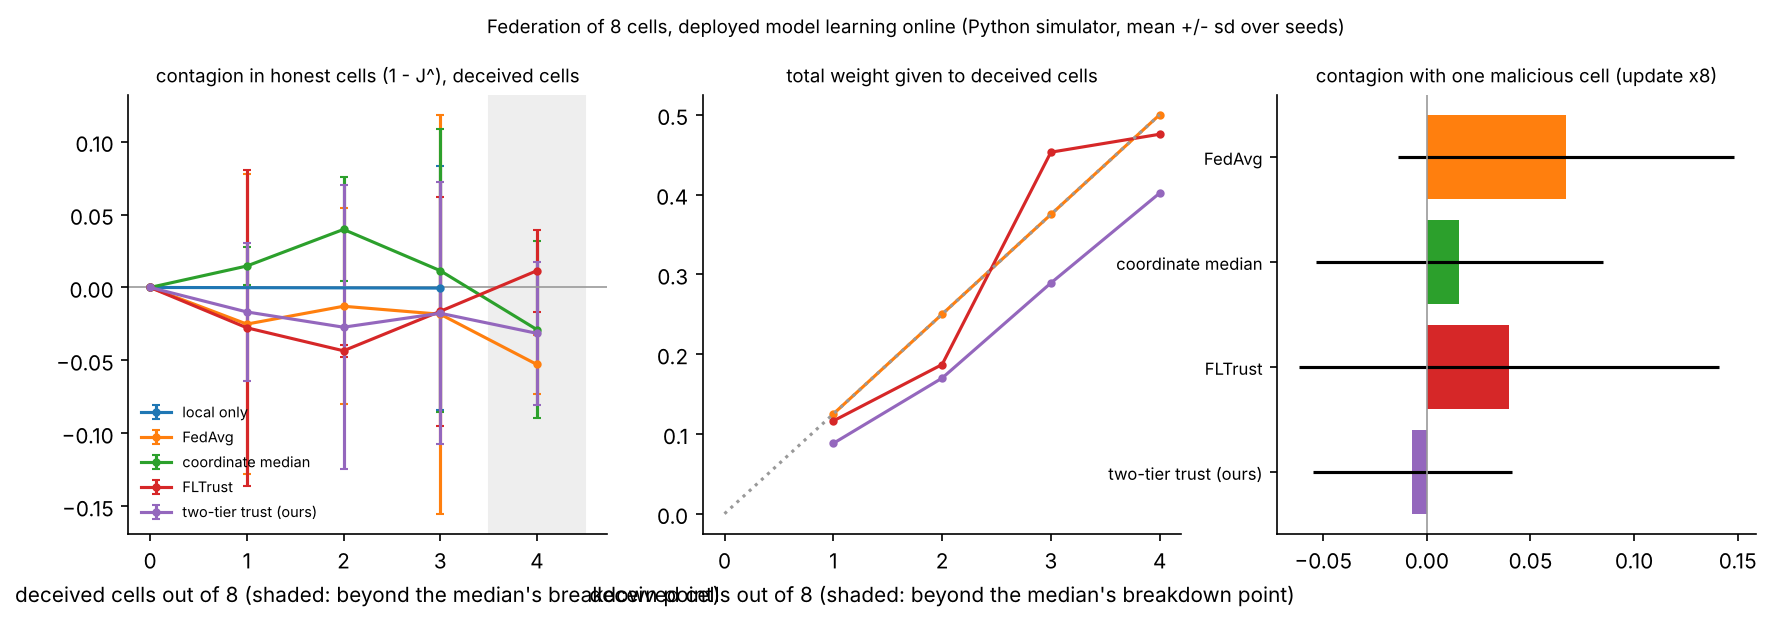 Federation of 8 cells, deployed model learning online (Python simulator, mean +/- sd over seeds)
contagion in honest cells (1 - J^), deceived cells
0.10
0.05
0.00
−0.05
−0.10
−0.15
local only
FedAvg
coordinate median
FLTrust
two-tier trust (ours)
0 1 2 3 4
deceived cells out of 8 (shaded: beyond the median's breakdown point)
total weight given to deceived cells
0.5
0.4
0.3
0.2
0.1
0.0
0 1 2 3 4
deceived cells out of 8 (shaded: beyond the median's breakdown point)
contagion with one malicious cell (update x8)
FedAvg
coordinate median
FLTrust
two-tier trust (ours)
−0.05 0.00 0.05 0.10 0.15